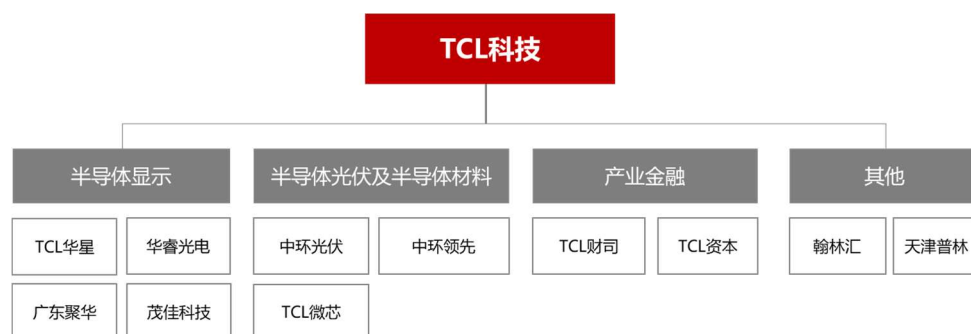 TCL科技
半导体显示
半导体光伏及半导体材料
产业金融
其他
TCL华星
华睿光电
中环光伏
中环领先
TCL财司
TCL资本
翰林汇
天津普林
广东聚华
茂佳科技
TCL微芯